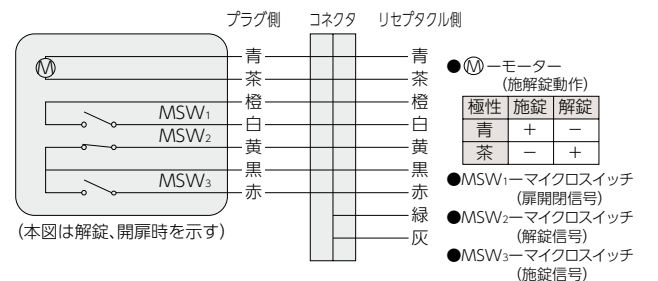 プラグ側 コネクタ リセプタクル側
M
青 青
茶 茶
橙 橙
MSW₁
白 白
MSW₂
黄 黄
黒 黒
MSW₃
赤 赤
緑
灰
(本図は解錠、開扉時を示す)
●Mーモーター
(施解錠動作)
極性 施錠 解錠
青 + −
茶 − +
●MSW₁ーマイクロスイッチ
(扉開閉信号)
●MSW₂ーマイクロスイッチ
(解錠信号)
●MSW₃ーマイクロスイッチ
(施錠信号)